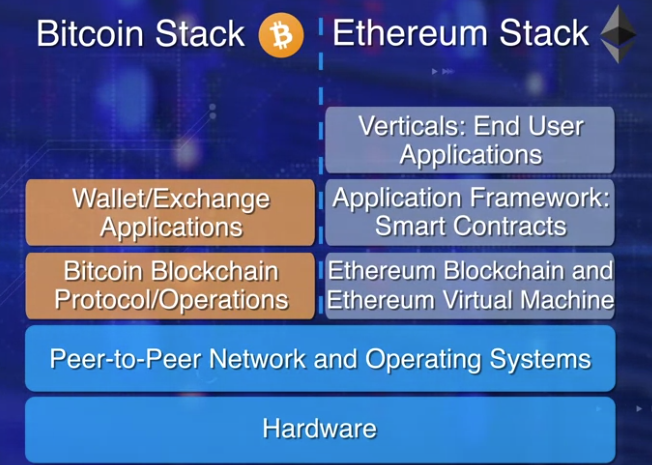 Bitcoin Stack
Ethereum Stack
Verticals: End User
Applications
Wallet/Exchange
Applications
Application Framework:
Smart Contracts
Bitcoin Blockchain
Protocol/Operations
Ethereum Blockchain and
Ethereum Virtual Machine
Peer-to-Peer Network and Operating Systems
Hardware